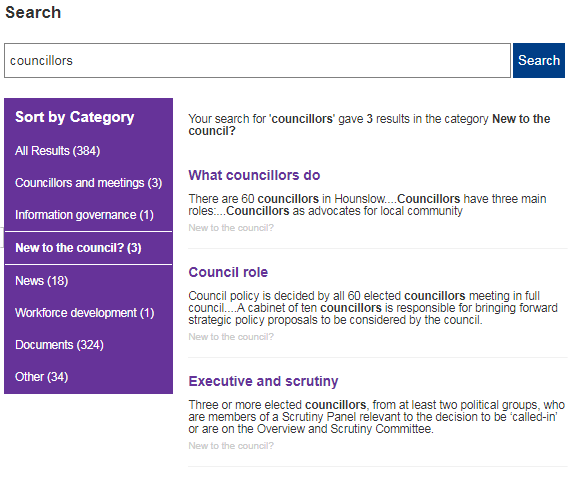 Search
councillors
Search
Sort by Category
All Results (384)
Councillors and meetings (3)
Information governance (1)
New to the council? (3)
News (18)
Workforce development (1)
Documents (324)
Other (34)
Your search for 'councillors' gave 3 results in the category New to the
council?
What councillors do
There are 60 councillors in Hounslow....Councillors have three main
roles:...Councillors as advocates for local community
New to the council?
Council role
Council policy is decided by all 60 elected councillors meeting in full
council....A cabinet of ten councillors is responsible for bringing forward
strategic policy proposals to be considered by the council.
New to the council?
Executive and scrutiny
Three or more elected councillors, from at least two political groups, who
are members of a Scrutiny Panel relevant to the decision to be ‘called-in’
or are on the Overview and Scrutiny Committee.
New to the council?